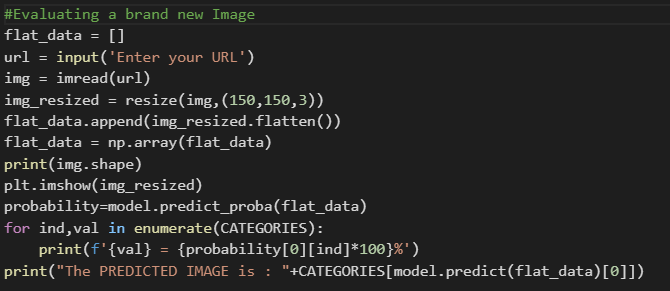 #Evaluating a brand new Image
flat_data = []
url = input('Enter your URL')
img = imread(url)
img_resized = resize(img,(150,150,3))
flat_data.append(img_resized.flatten())
flat_data = np.array(flat_data)
print(img.shape)
plt.imshow(img_resized)
probability=model.predict_proba(flat_data)
for ind,val in enumerate(CATEGORIES):
    print(f'{val} = {probability[0][ind]*100}%')
print("The PREDICTED IMAGE is : "+CATEGORIES[model.predict(flat_data)[0]])